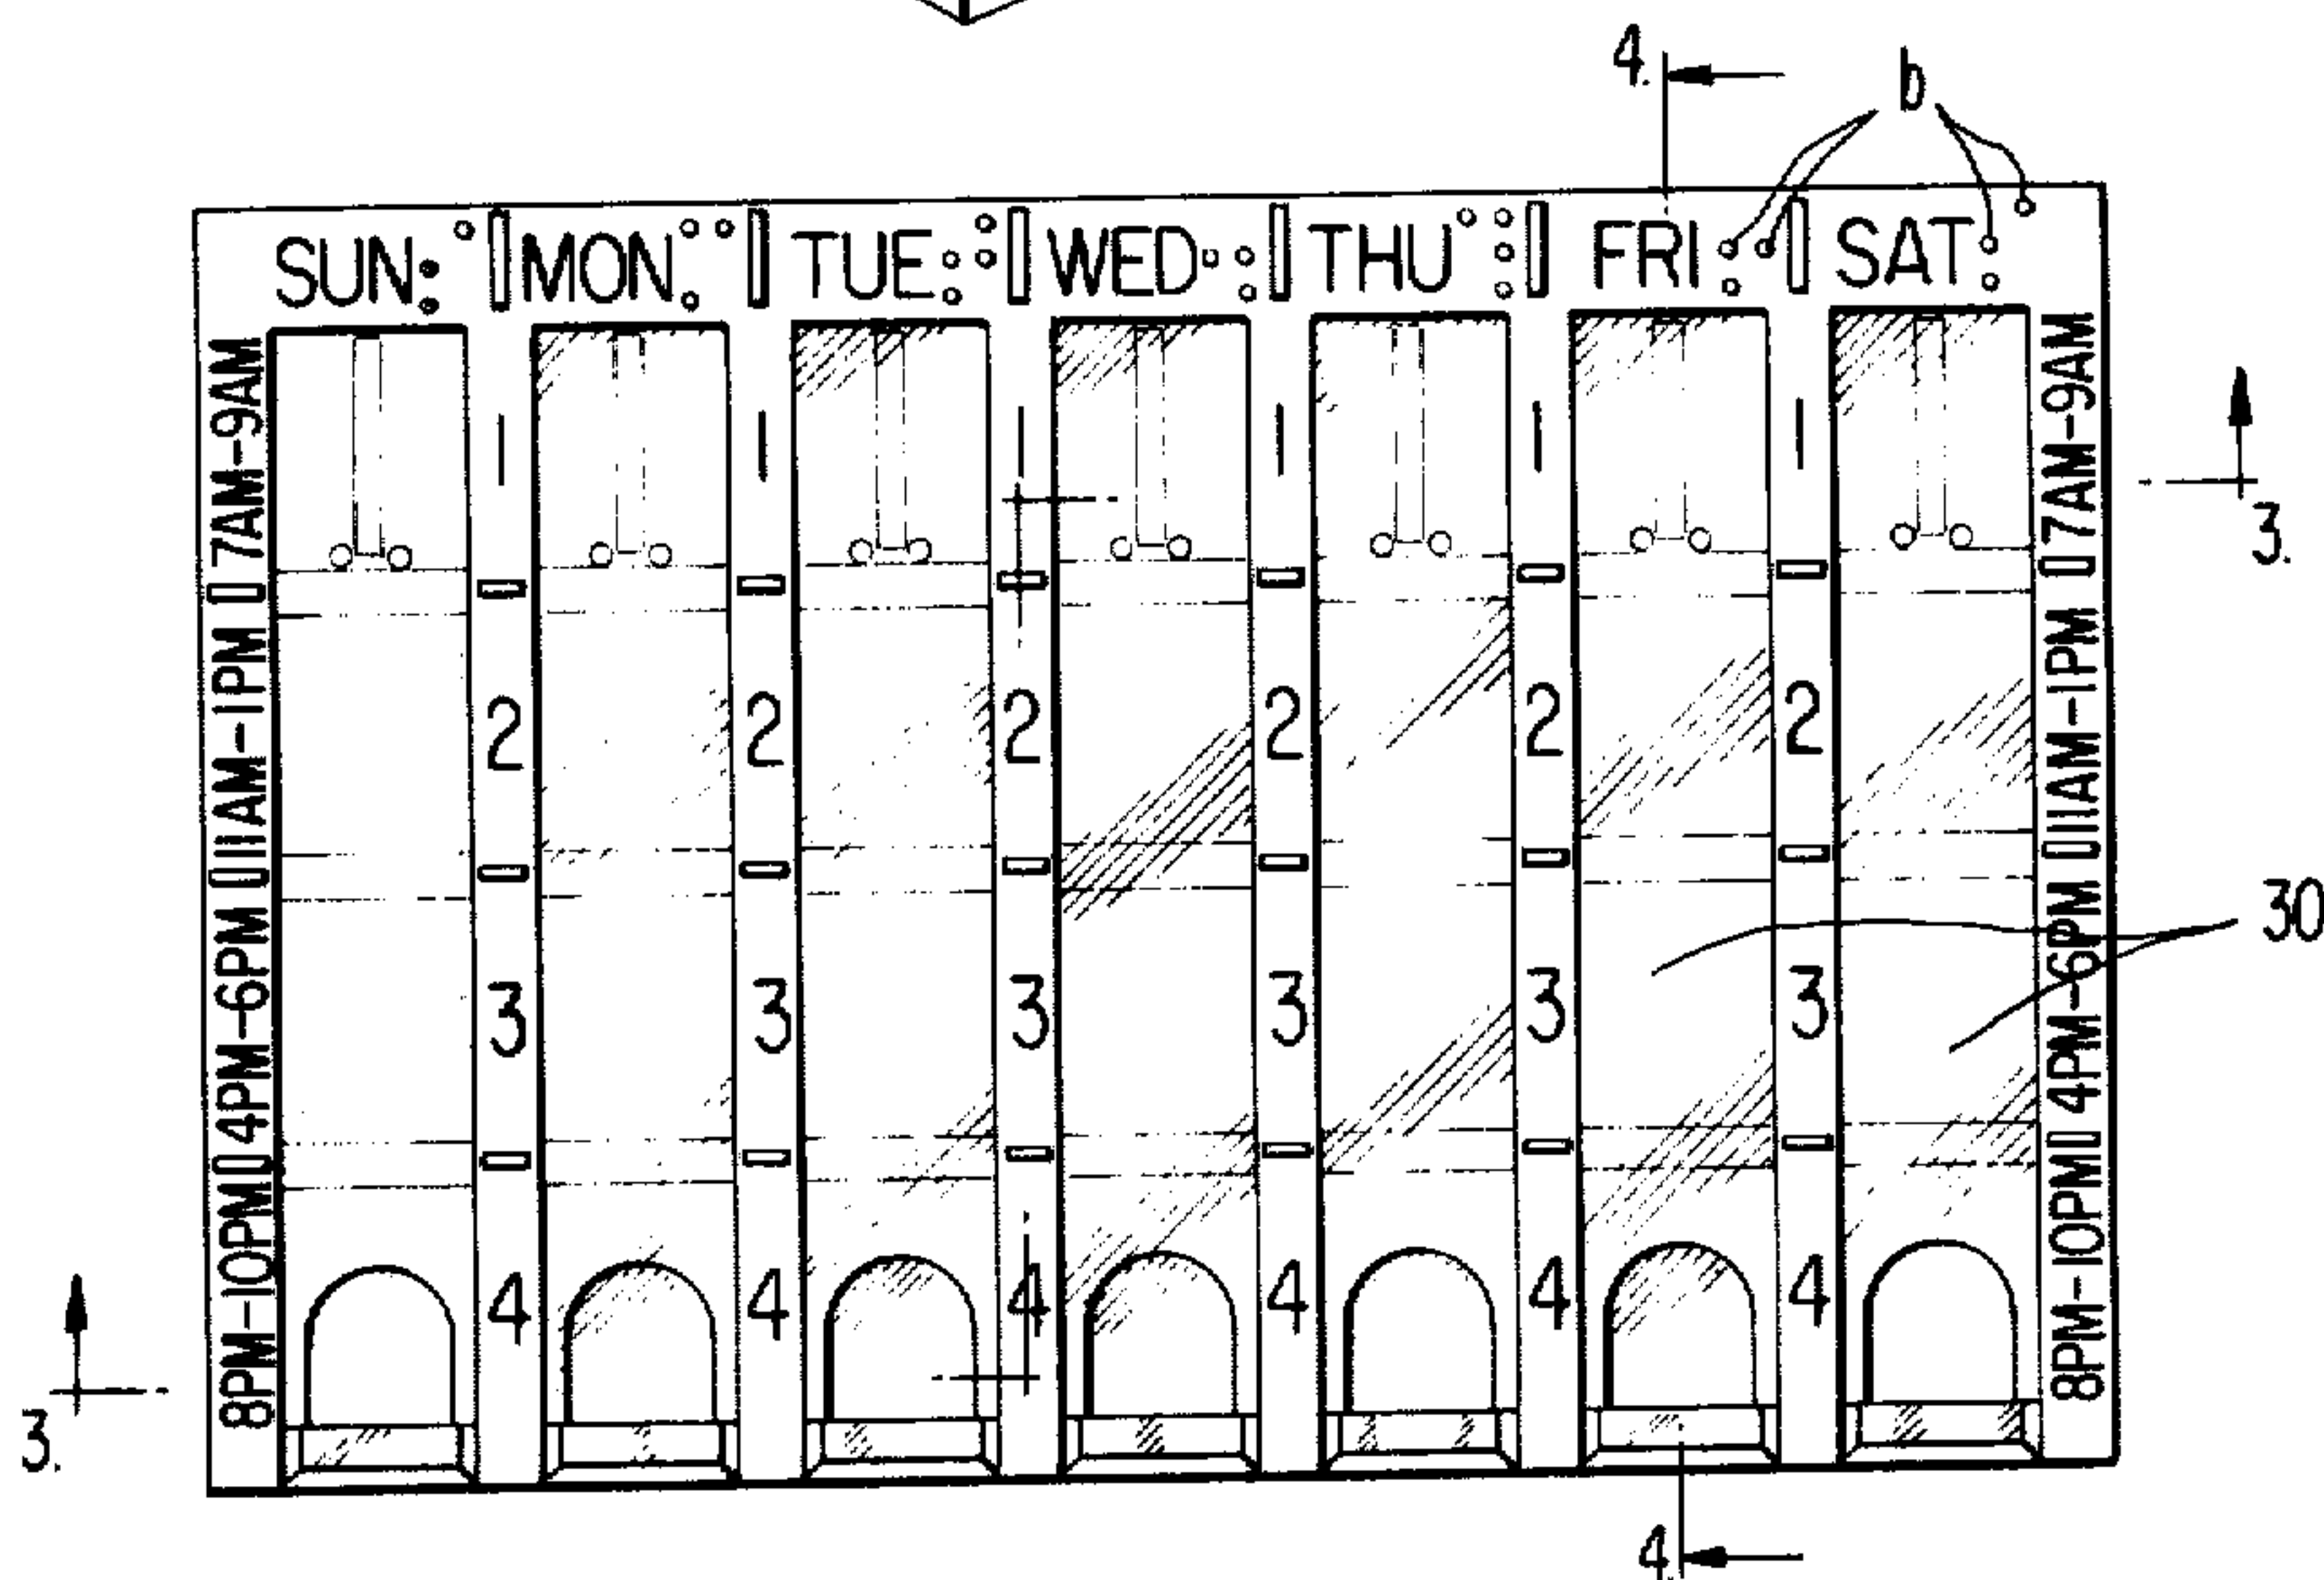 4.
b
SUN MON TUE WED THU FRI SAT
7AM-9AM
11AM-1PM
4PM-6PM
8PM-10PM
1 1 1 1 1 1
2 2 2 2 2 2
3 3 3 3 3 3
4 4 4 4 4 4
7AM-9AM
11AM-1PM
4PM-6PM
8PM-10PM
3.
30
3.
4.